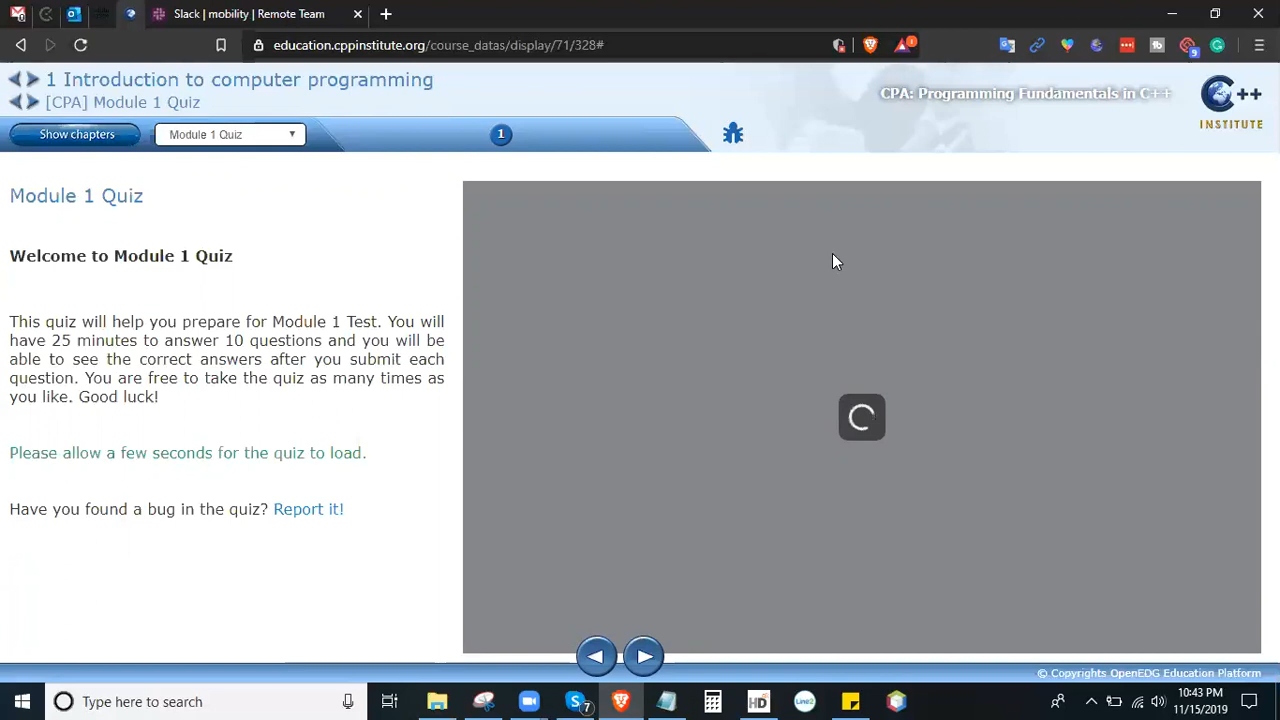 Slack | mobility | Remote Team
education.cppinstitute.org/course_datas/display/71/328#
9
1 Introduction to computer programming
[CPA] Module 1 Quiz
CPA: Programming Fundamentals in C++
C++
INSTITUTE
Show chapters
Module 1 Quiz
1
Module 1 Quiz
Welcome to Module 1 Quiz
This quiz will help you prepare for Module 1 Test. You will
have 25 minutes to answer 10 questions and you will be
able to see the correct answers after you submit each
question. You are free to take the quiz as many times as
you like. Good luck!
Please allow a few seconds for the quiz to load.
Have you found a bug in the quiz? Report it!
© Copyrights OpenEDG Education Platform
Type here to search
7
HD
Line2
10:43 PM
11/15/2019